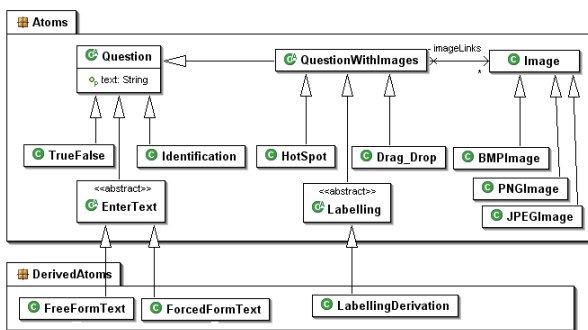 Atoms
Question
text: String
QuestionWithImages
- imageLinks
*
Image
TrueFalse
Identification
HotSpot
Drag_Drop
BMPImage
PNGImage
JPEGImage
<<abstract>>
EnterText
<<abstract>>
Labelling
DerivedAtoms
FreeFormText
ForcedFormText
LabellingDerivation